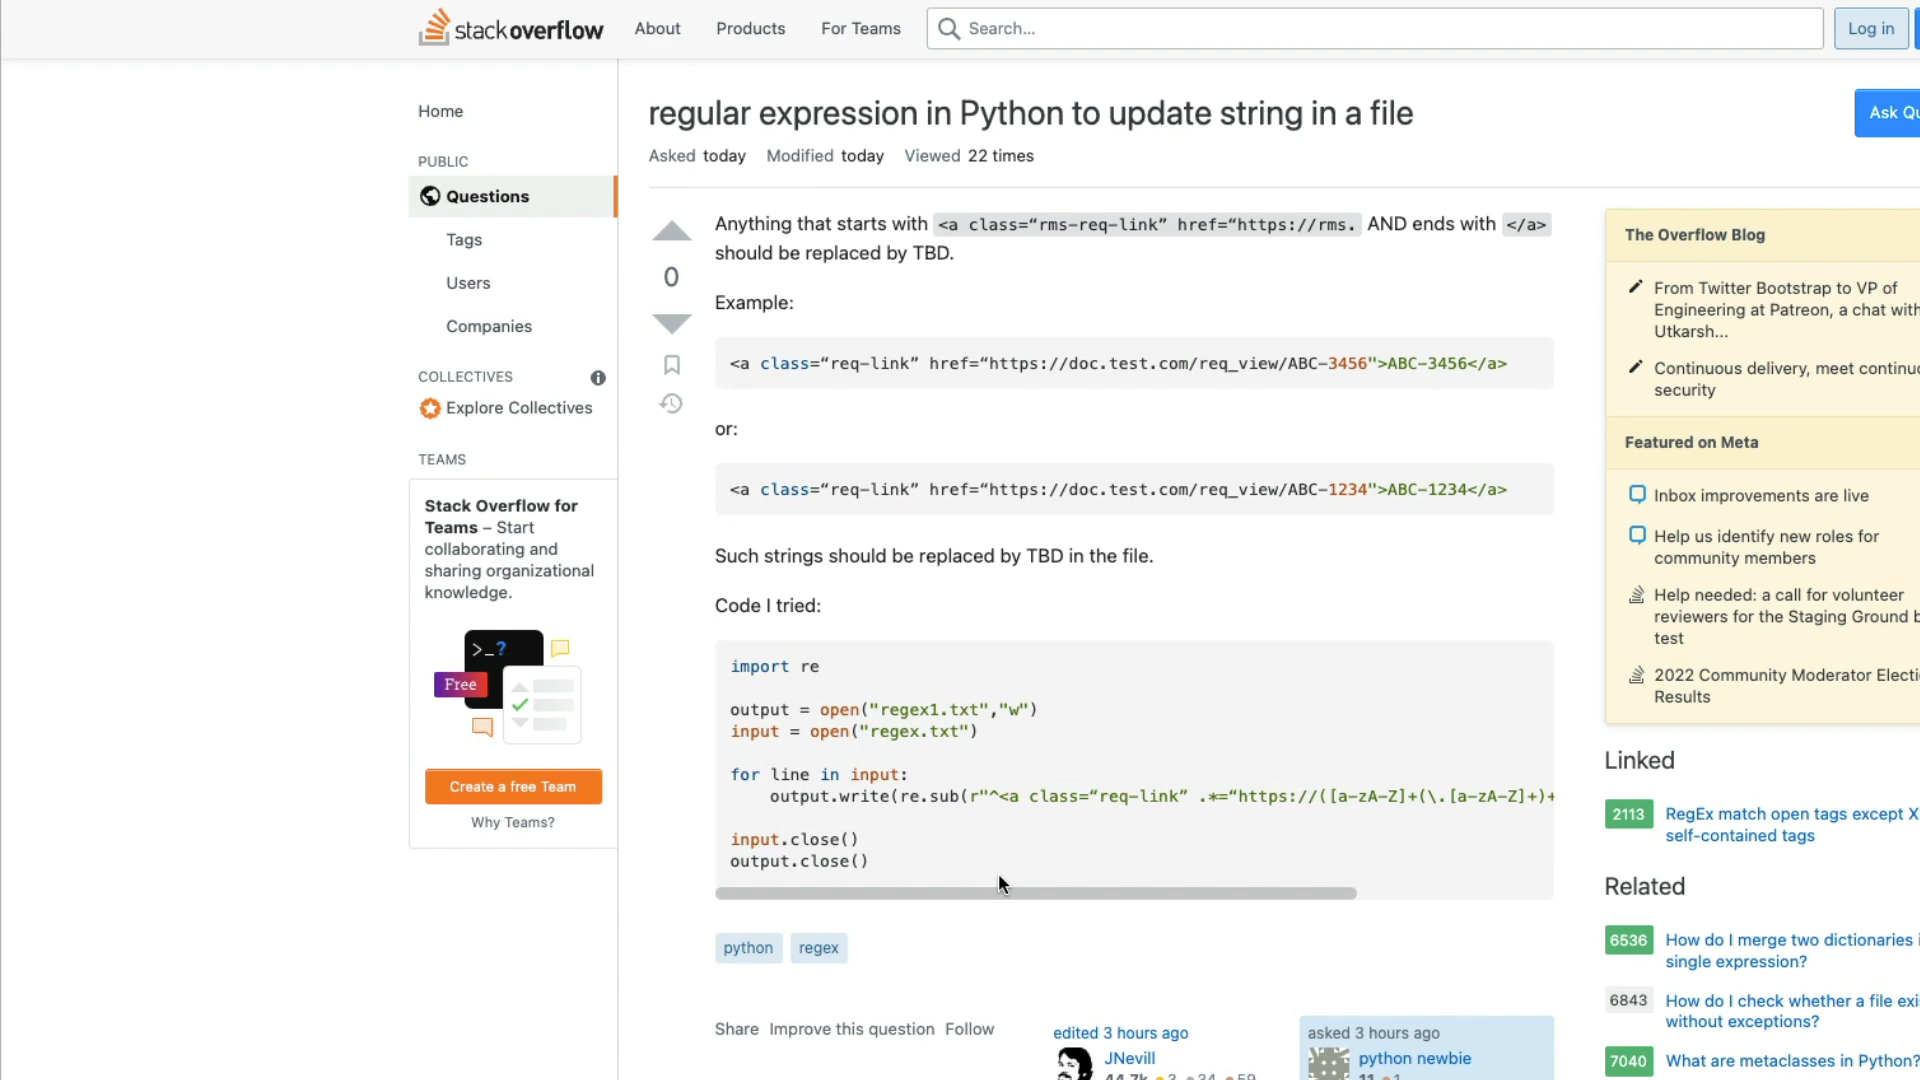 stackoverflow About Products For Teams Search... Log in
Home
PUBLIC
Questions
Tags
Users
Companies
COLLECTIVES
Explore Collectives
TEAMS
Stack Overflow for
Teams – Start
collaborating and
sharing organizational
knowledge.
>_?
Free
Create a free Team
Why Teams?
regular expression in Python to update string in a file
Ask Qu
Asked today Modified today Viewed 22 times
0
Anything that starts with <a class=“rms-req-link” href=“https://rms. AND ends with </a>
should be replaced by TBD.
Example:
<a class=“req-link” href=“https://doc.test.com/req_view/ABC-3456">ABC-3456</a>
or:
<a class=“req-link” href=“https://doc.test.com/req_view/ABC-1234">ABC-1234</a>
Such strings should be replaced by TBD in the file.
Code I tried:
import re
output = open("regex1.txt","w")
input = open("regex.txt")
for line in input:
output.write(re.sub(r"^<a class=“req-link” .*=“https://([a-zA-Z]+(\.[a-zA-Z]+)+
input.close()
output.close()
python regex
Share Improve this question Follow
edited 3 hours ago
JNevill
44.7k 3 34 59
asked 3 hours ago
python newbie
11 1
The Overflow Blog
From Twitter Bootstrap to VP of
Engineering at Patreon, a chat with
Utkarsh...
Continuous delivery, meet continuo
security
Featured on Meta
Inbox improvements are live
Help us identify new roles for
community members
Help needed: a call for volunteer
reviewers for the Staging Ground b
test
2022 Community Moderator Electi
Results
Linked
2113 RegEx match open tags except X
self-contained tags
Related
6536 How do I merge two dictionaries i
single expression?
6843 How do I check whether a file exi
without exceptions?
7040 What are metaclasses in Python?